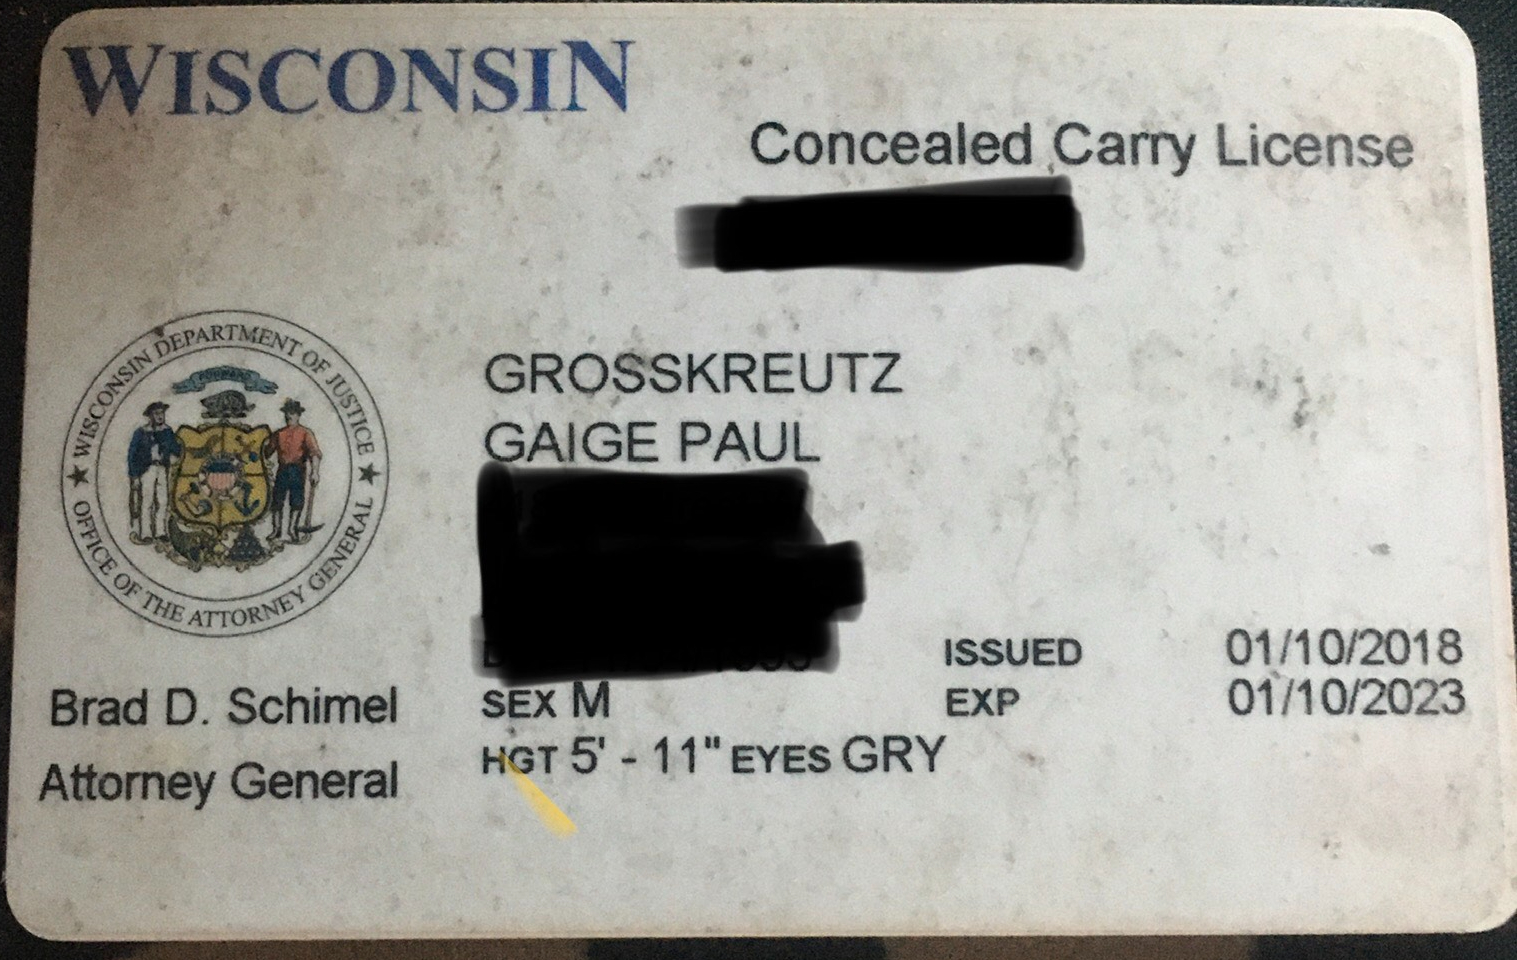 WISCONSIN
Concealed Carry License
WISCONSIN DEPARTMENT OF JUSTICE
OFFICE OF THE ATTORNEY GENERAL
GROSSKREUTZ
GAIGE PAUL
ISSUED 01/10/2018
Brad D. Schimel
SEX M
EXP 01/10/2023
Attorney General
HGT 5' - 11" EYES GRY